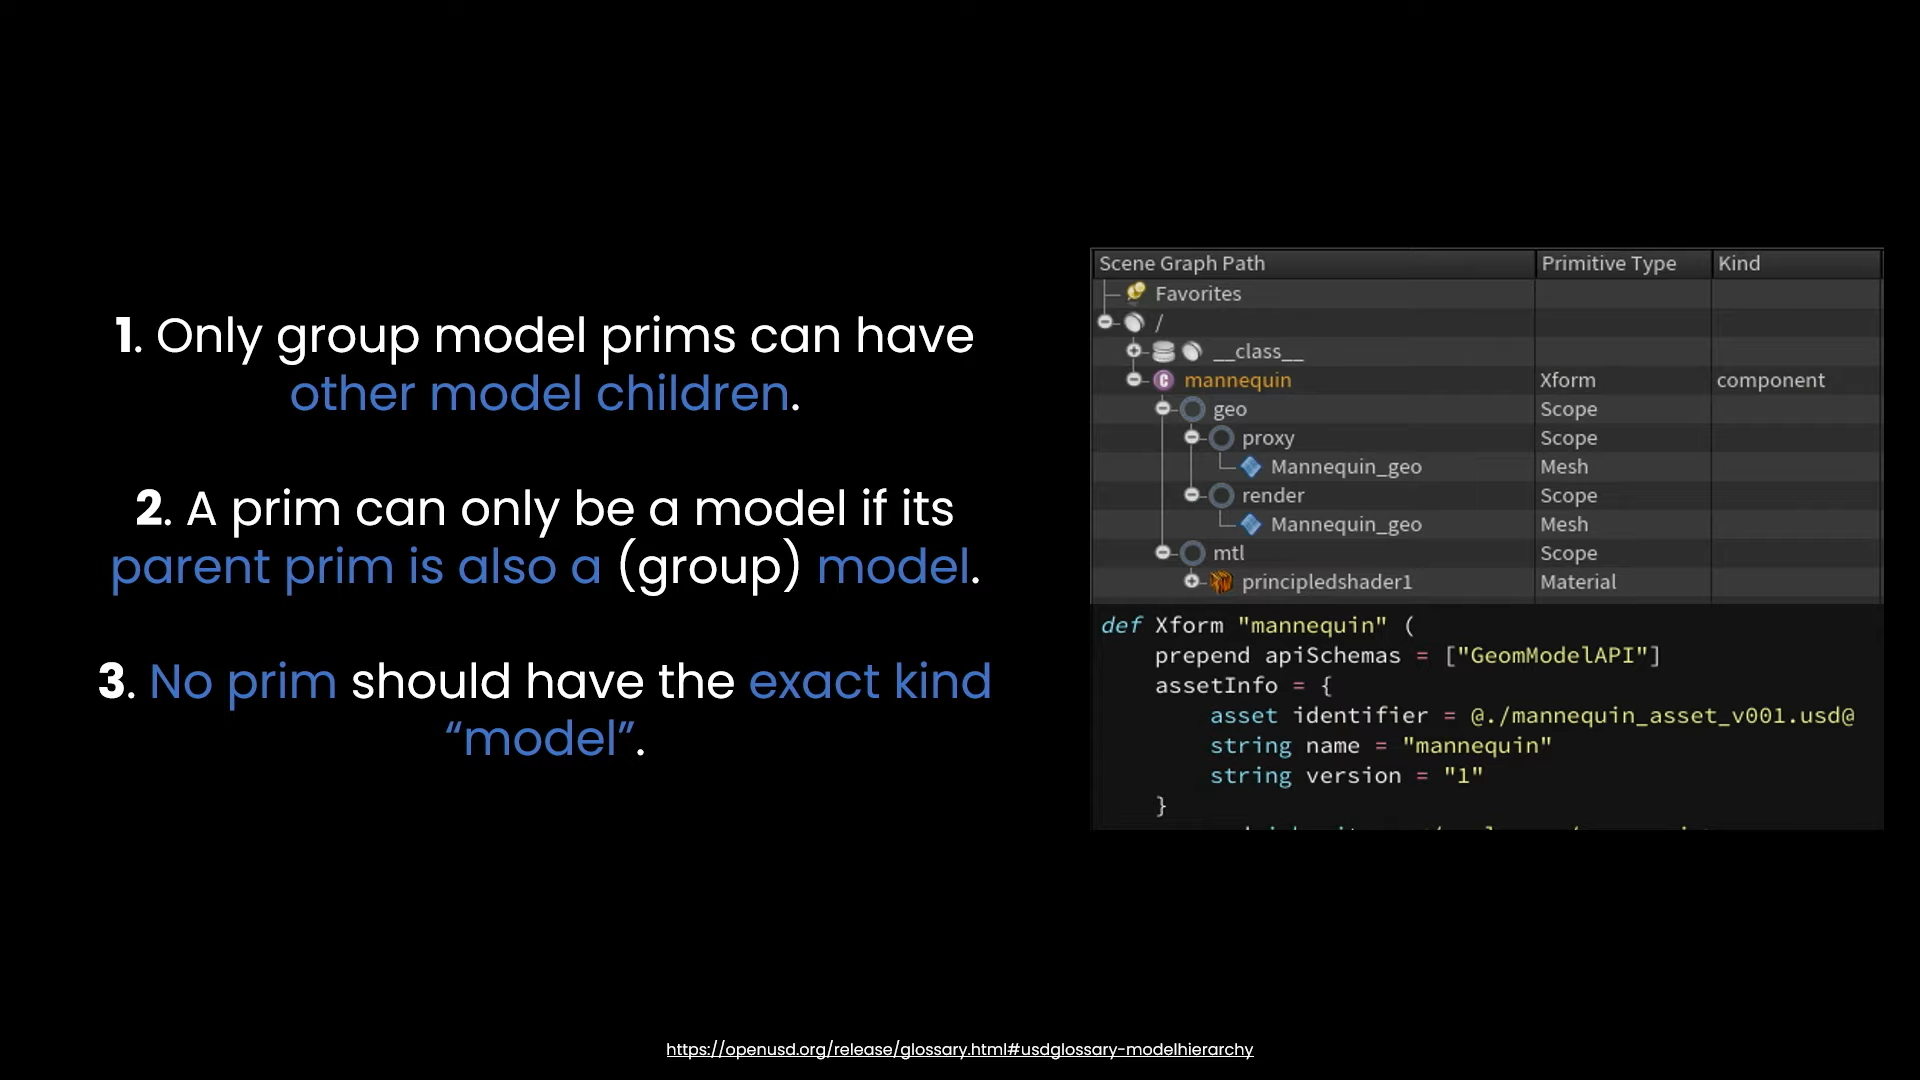 1. Only group model prims can have
other model children.
2. A prim can only be a model if its
parent prim is also a (group) model.
3. No prim should have the exact kind
“model”.
Scene Graph Path Primitive Type Kind
Favorites
/
__class__
mannequin Xform component
geo Scope
proxy Scope
Mannequin_geo Mesh
render Scope
Mannequin_geo Mesh
mtl Scope
principledshader1 Material
def Xform "mannequin" (
prepend apiSchemas = ["GeomModelAPI"]
assetInfo = {
asset identifier = @./mannequin_asset_v001.usd@
string name = "mannequin"
string version = "1"
}
https://openusd.org/release/glossary.html#usdglossary-modelhierarchy